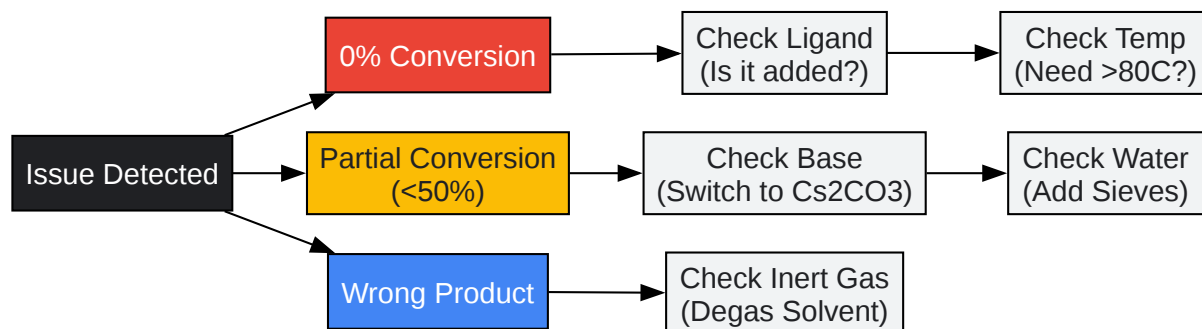 Issue Detected
0% Conversion
Check Ligand
(Is it added?)
Check Temp
(Need >80C?)
Partial Conversion
(<50%)
Check Base
(Switch to Cs2CO3)
Check Water
(Add Sieves)
Wrong Product
Check Inert Gas
(Degas Solvent)